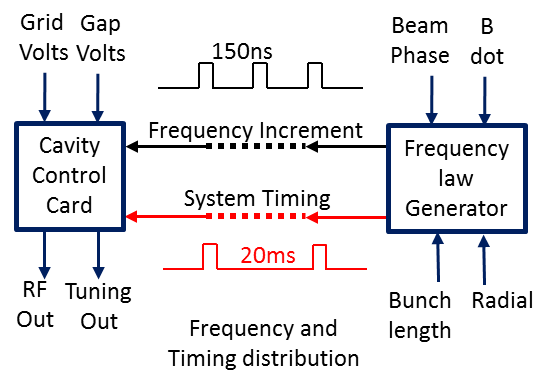 Grid Gap
Volts Volts
150ns
Beam B
Phase dot
Frequency Increment
Cavity
Control
Card
Frequency
law
Generator
System Timing
20ms
RF Tuning
Out Out
Bunch Radial
length
Frequency and
Timing distribution